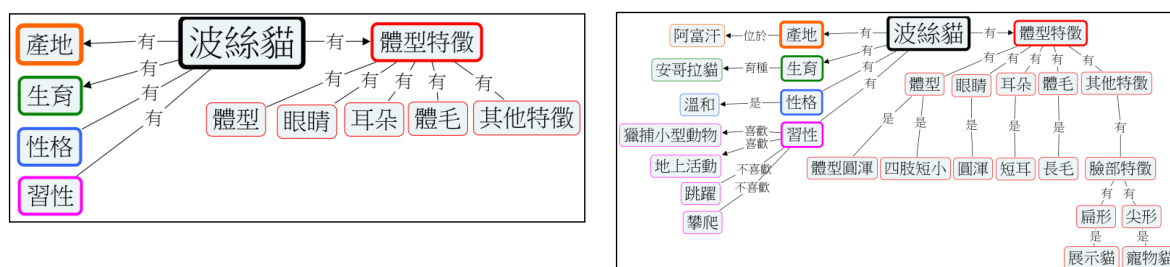 產地 有 波絲貓 有 體型特徵
有 有 有 有 有 有
生育 有 有
體型 眼睛 耳朵 體毛 其他特徵
性格
習性
阿富汗 位於 產地 有 波絲貓 有 體型特徵
安哥拉貓 育種 生育 有 有 有 有 有 有 有
有 體型 眼睛 耳朵 體毛 其他特徵
溫和 是 性格
獵捕小型動物 喜歡 習性 是 是 是 是 是 有
喜歡
地上活動 體型圓渾 四肢短小 圓渾 短耳 長毛 臉部特徵
不喜歡
跳躍 不喜歡 有 有
攀爬 扁形 尖形
是 是
展示貓 寵物貓